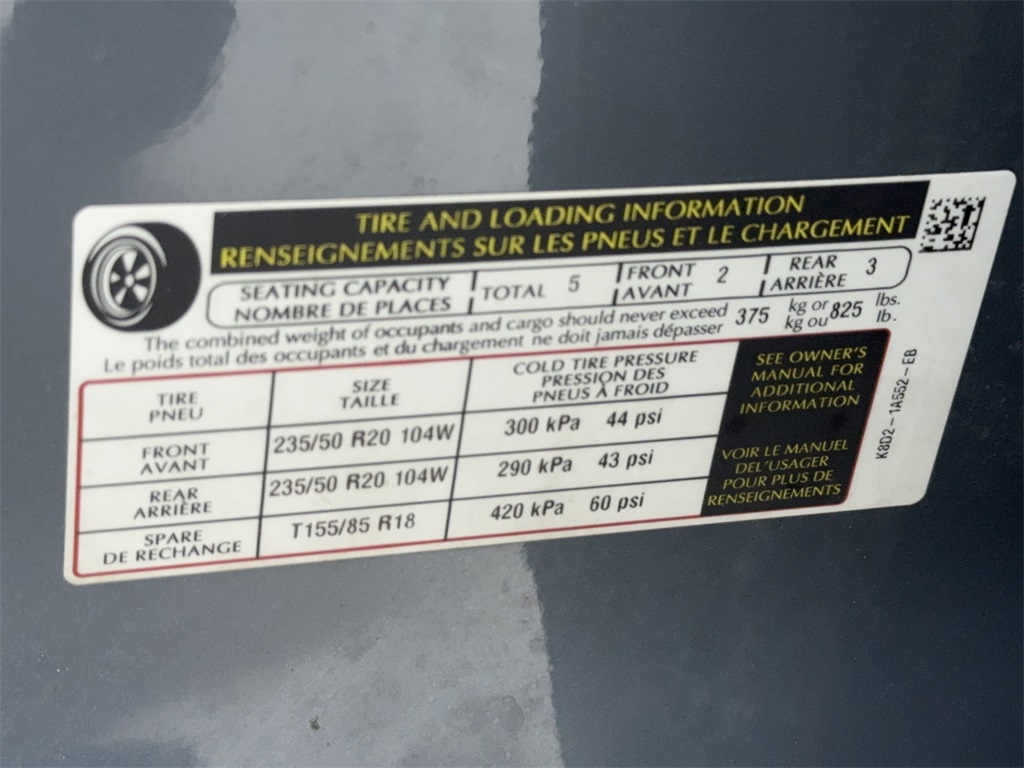 TIRE AND LOADING INFORMATION
RENSEIGNEMENTS SUR LES PNEUS ET LE CHARGEMENT
SEATING CAPACITY
NOMBRE DE PLACES
TOTAL 5
FRONT
AVANT
2
REAR
ARRIÈRE
3
The combined weight of occupants and cargo should never exceed 375 kg or 825 lbs.
Le poids total des occupants et du chargement ne doit jamais dépasser kg ou lb.
TIRE
PNEU
SIZE
TAILLE
COLD TIRE PRESSURE
PRESSION DES
PNEUS À FROID
FRONT
AVANT
235/50 R20 104W
300 kPa 44 psi
REAR
ARRIÈRE
235/50 R20 104W
290 kPa 43 psi
SPARE
DE RECHANGE
T155/85 R18
420 kPa 60 psi
SEE OWNER'S
MANUAL FOR
ADDITIONAL
INFORMATION
VOIR LE MANUEL
DEL'USAGER
POUR PLUS DE
RENSEIGNEMENTS
K8D2-1A552-EB